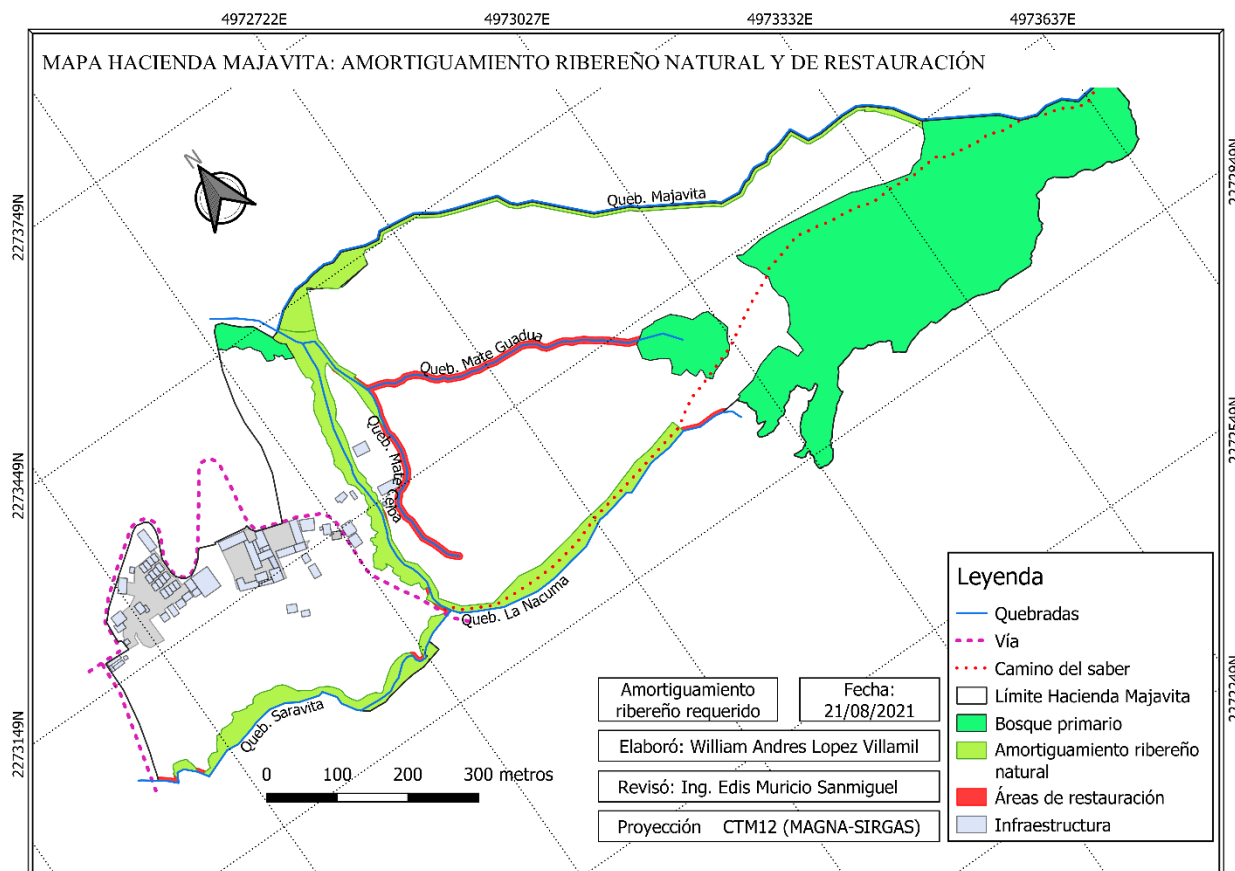 4972722E 4973027E 4973332E 4973637E
MAPA HACIENDA MAJAVITA: AMORTIGUAMIENTO RIBEREÑO NATURAL Y DE RESTAURACIÓN
N
2273749N
2273449N
2273149N
2272849N
2272549N
2272249N
Queb. Majavita
Queb. Mate Guadua
Queb. Mate Ceiba
Queb. La Nacuma
Queb. Saravita
0 100 200 300 metros
Amortiguamiento
ribereño requerido
Fecha:
21/08/2021
Elaboró: William Andres Lopez Villamil
Revisó: Ing. Edis Muricio Sanmiguel
Proyección CTM12 (MAGNA-SIRGAS)
Leyenda
Quebradas
Vía
Camino del saber
Límite Hacienda Majavita
Bosque primario
Amortiguamiento ribereño
natural
Áreas de restauración
Infraestructura